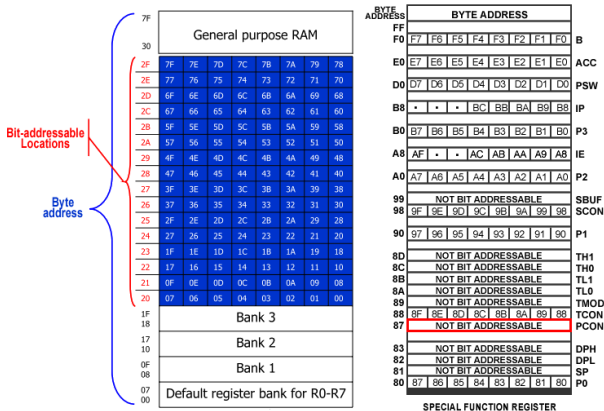 7F
General purpose RAM
30
2F 7F 7E 7D 7C 7B 7A 79 78
2E 77 76 75 74 73 72 71 70
2D 6F 6E 6D 6C 6B 6A 69 68
2C 67 66 65 64 63 62 61 60
2B 5F 5E 5D 5C 5B 5A 59 58
2A 57 56 55 54 53 52 51 50
29 4F 4E 4D 4C 4B 4A 49 48
28 47 46 45 44 43 42 41 40
27 3F 3E 3D 3C 3B 3A 39 38
26 37 36 35 34 33 32 31 30
25 2F 2E 2D 2C 2B 2A 29 28
24 27 26 25 24 23 22 21 20
23 1F 1E 1D 1C 1B 1A 19 18
22 17 16 15 14 13 12 11 10
21 0F 0E 0D 0C 0B 0A 09 08
20 07 06 05 04 03 02 01 00
1F
Bank 3
18
17
Bank 2
10
0F
Bank 1
08
07
Default register bank for R0-R7
00
Bit-addressable
Locations
Byte
address
BYTE
ADDRESS
BYTE ADDRESS
FF
F0 F7 F6 F5 F4 F3 F2 F1 F0 B
E0 E7 E6 E5 E4 E3 E2 E1 E0 ACC
D0 D7 D6 D5 D4 D3 D2 D1 D0 PSW
B8 - - - BC BB BA B9 B8 IP
B0 B7 B6 B5 B4 B3 B2 B1 B0 P3
A8 AF - - AC AB AA A9 A8 IE
A0 A7 A6 A5 A4 A3 A2 A1 A0 P2
99 NOT BIT ADDRESSABLE SBUF
98 9F 9E 9D 9C 9B 9A 99 98 SCON
90 97 96 95 94 93 92 91 90 P1
8D NOT BIT ADDRESSABLE TH1
8C NOT BIT ADDRESSABLE TH0
8B NOT BIT ADDRESSABLE TL1
8A NOT BIT ADDRESSABLE TL0
89 NOT BIT ADDRESSABLE TMOD
88 8F 8E 8D 8C 8B 8A 89 88 TCON
87 NOT BIT ADDRESSABLE PCON
83 NOT BIT ADDRESSABLE DPH
82 NOT BIT ADDRESSABLE DPL
81 NOT BIT ADDRESSABLE SP
80 87 86 85 84 83 82 81 80 P0
SPECIAL FUNCTION REGISTER